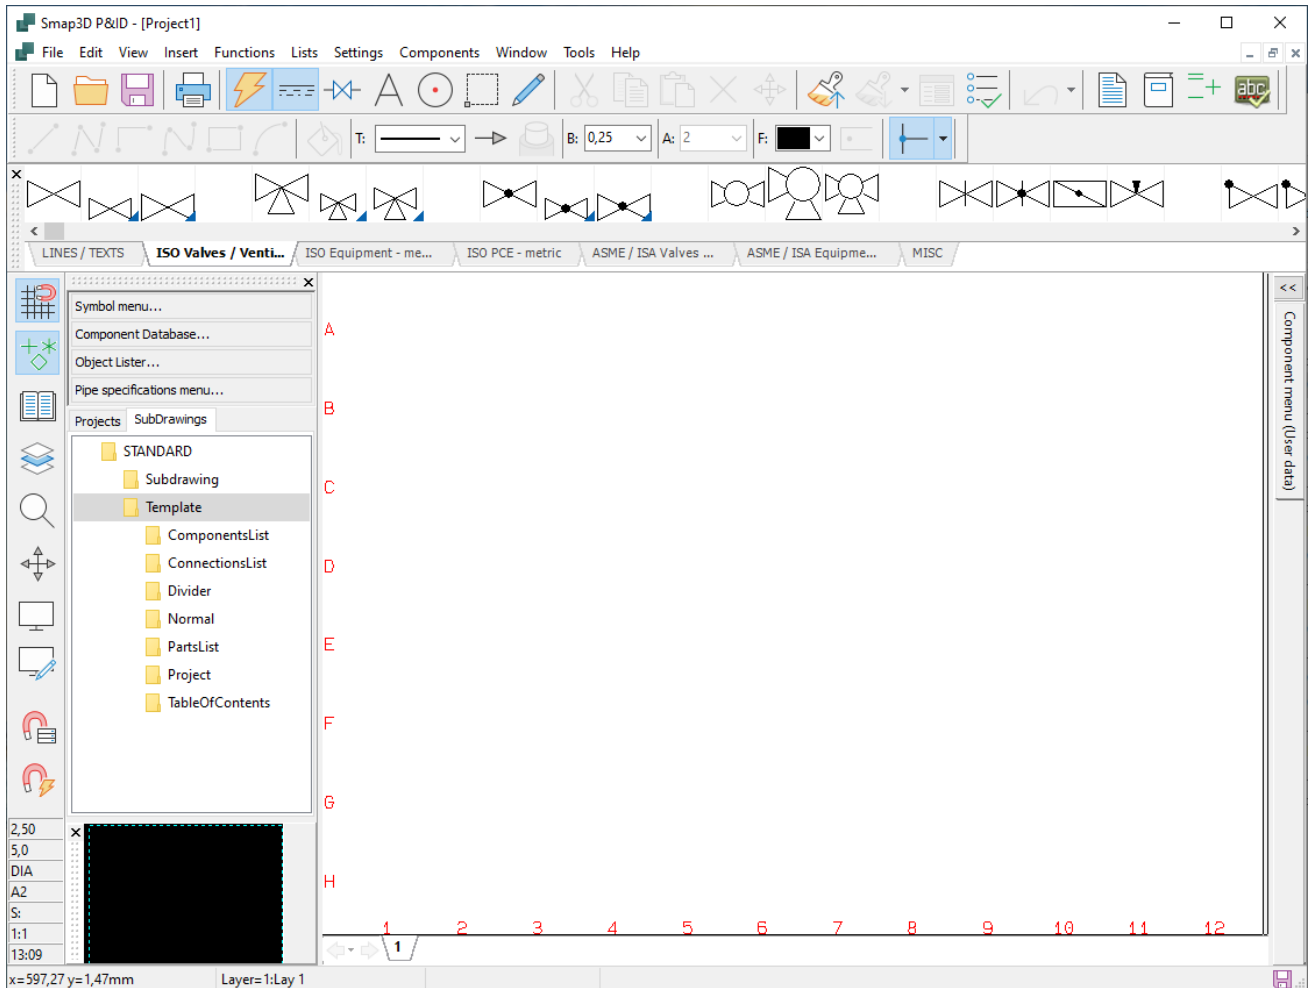 Smap3D P&ID - [Project1]
File Edit View Insert Functions Lists Settings Components Window Tools Help
abc
T: B: 0,25 A: 2 F:
LINES / TEXTS ISO Valves / Venti... ISO Equipment - me... ISO PCE - metric ASME / ISA Valves ... ASME / ISA Equipme... MISC
Symbol menu...
Component Database...
Object Lister...
Pipe specifications menu...
Projects SubDrawings
STANDARD
Subdrawing
Template
ComponentsList
ConnectionsList
Divider
Normal
PartsList
Project
TableOfContents
2,50
5,0
DIA
A2
S:
1:1
13:09
A
B
C
D
E
F
G
H
1 2 3 4 5 6 7 8 9 10 11 12
1
<<
Component menu (User data)
x=597,27 y=1,47mm Layer=1:Lay 1